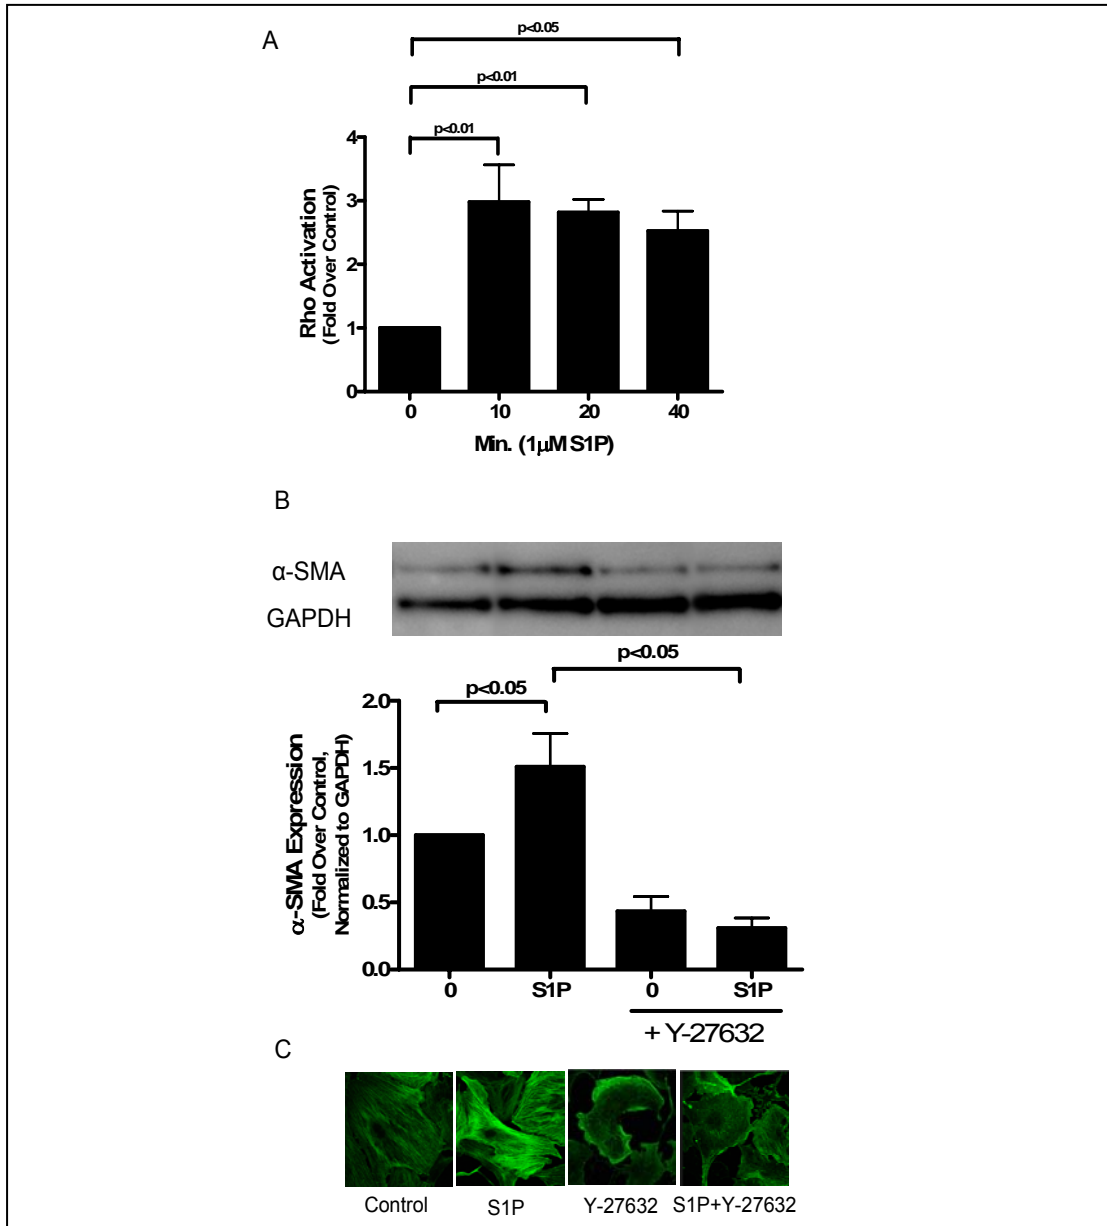 A
p<0.05
p<0.01
p<0.01
4
3
2
1
0
Rho Activation
(Fold Over Control)
0 10 20 40
Min. (1μM S1P)
B
α-SMA
GAPDH
p<0.05
p<0.05
2.0
1.5
1.0
0.5
0.0
α-SMA Expression
(Fold Over Control,
Normalized to GAPDH)
0 S1P 0 S1P
+ Y-27632
C
Control S1P Y-27632 S1P+Y-27632